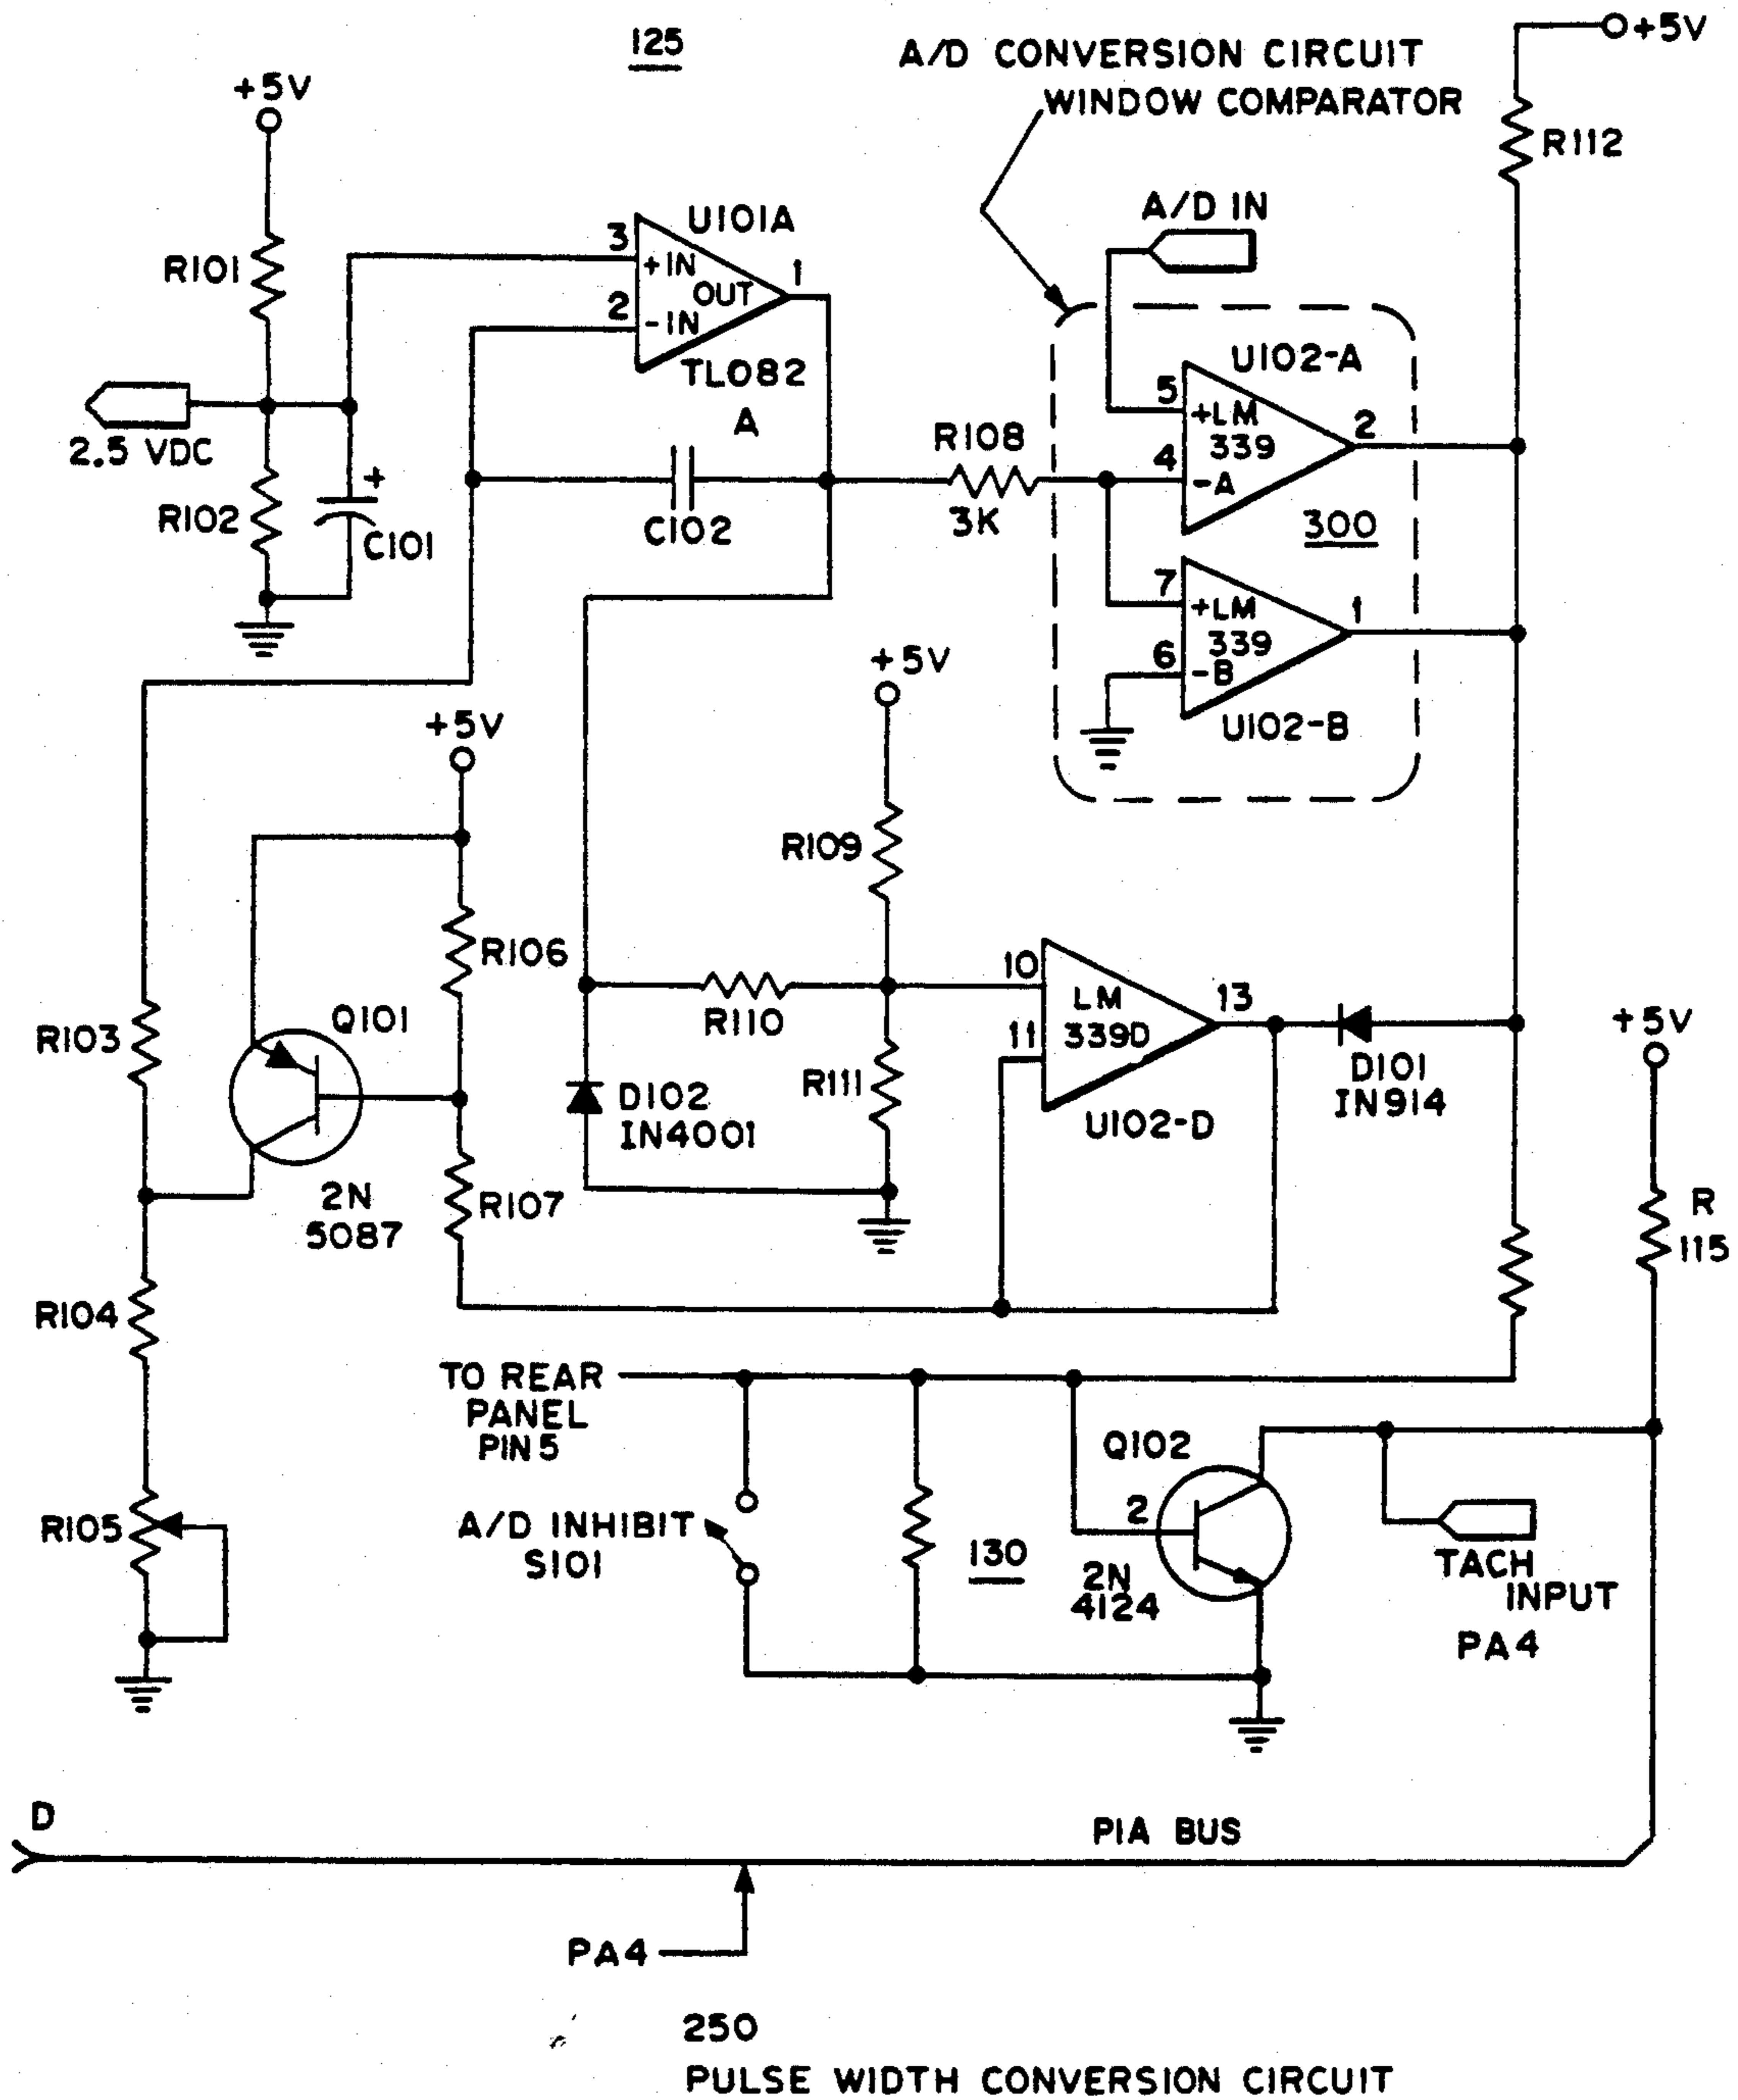 125
A/D CONVERSION CIRCUIT
WINDOW COMPARATOR
+5V
+5V
R112
A/D IN
U101A
3
+IN
R101
OUT
1
2
-IN
TL082
A
U102-A
5
+LM
339
2
4
-A
2.5 VDC
R108
3K
300
R102
+
C101
C102
7
+LM
339
1
6
-B
U102-B
+5V
+5V
R109
R106
10
LM
339D
13
11
Q101
R103
R110
R111
D102
IN4001
U102-D
D101
IN914
+5V
2N
5087
R107
R
115
R104
TO REAR
PANEL
PIN 5
Q102
R105
A/D INHIBIT
S101
2
130
2N
4124
TACH
INPUT
PA4
D
PIA BUS
PA4
250
PULSE WIDTH CONVERSION CIRCUIT